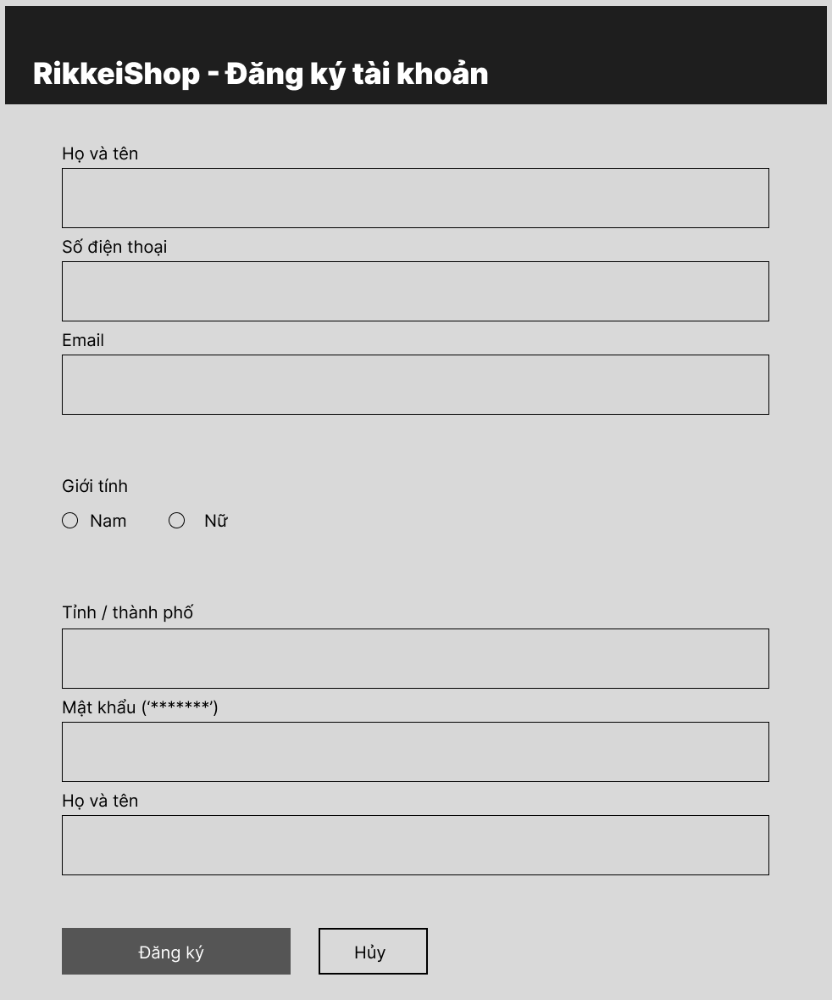 RikkeiShop - Đăng ký tài khoản
Họ và tên
Số điện thoại
Email
Giới tính
Nam Nữ
Tỉnh / thành phố
Mật khẩu (‘*******’)
Họ và tên
Đăng ký Hủy